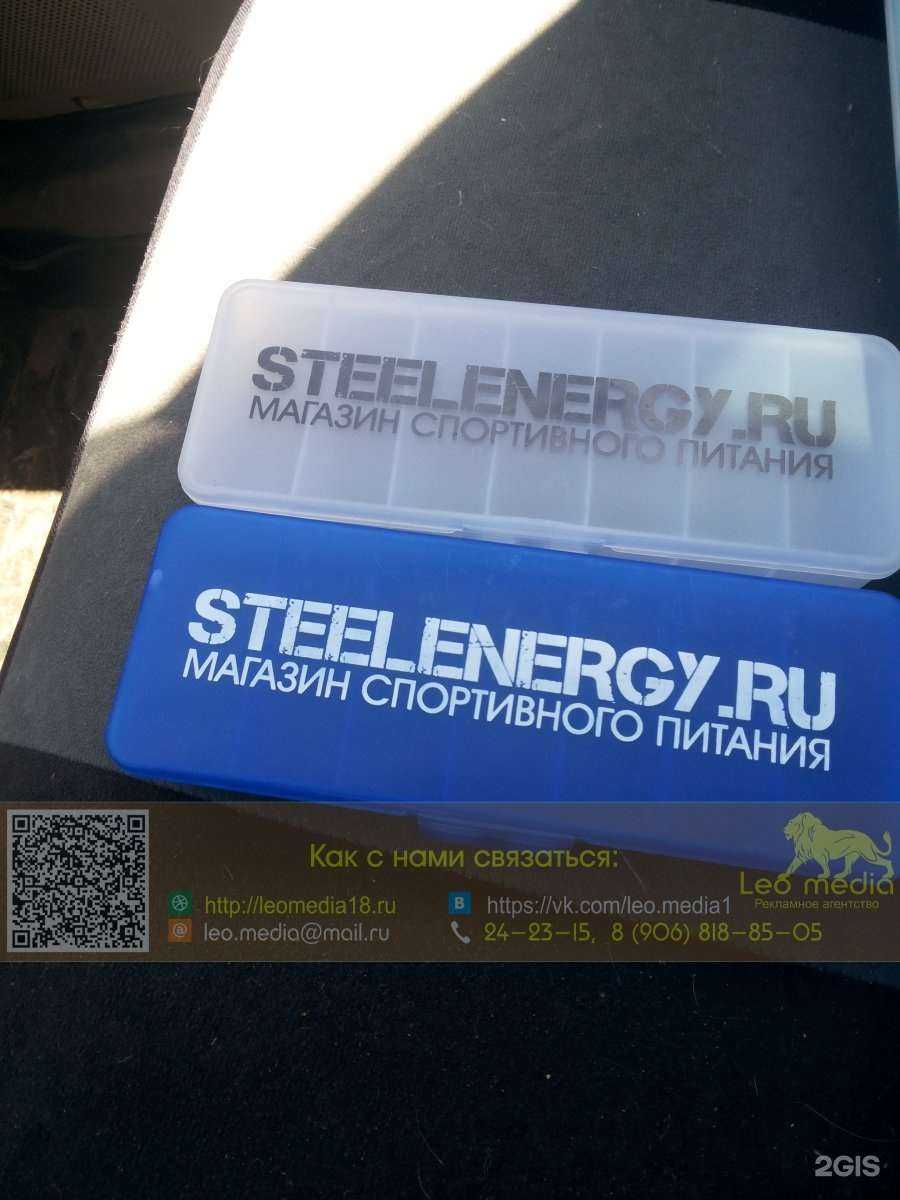 STEELENERGY.RU
МАГАЗИН СПОРТИВНОГО ПИТАНИЯ
STEELENERGY.RU
МАГАЗИН СПОРТИВНОГО ПИТАНИЯ
Как с нами связаться:
http://leomedia18.ru
https://vk.com/leo.media1
leo.media@mail.ru
24-23-15, 8 (906) 818-85-05
Leo media
Рекламное агентство
2GIS